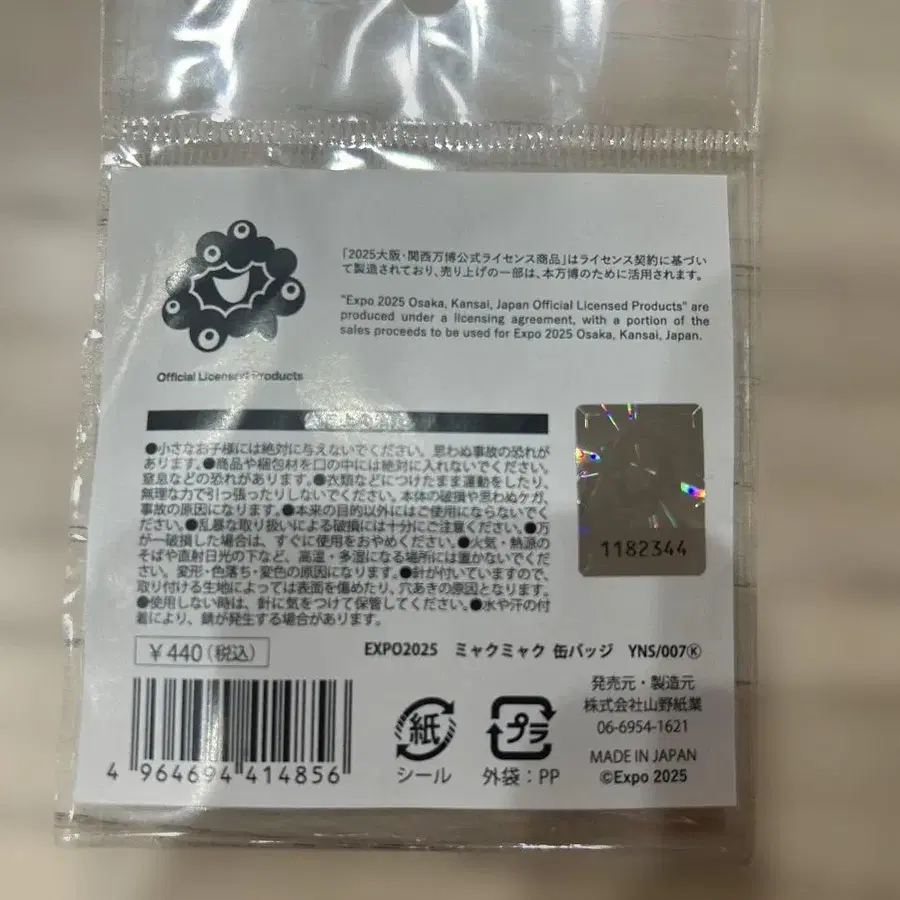 「2025大阪・関西万博公式ライセンス商品」はライセンス契約に基づい
て製造されており、売り上げの一部は、本万博のために活用されます。
"Expo 2025 Osaka, Kansai, Japan Official Licensed Products" are
produced under a licensing agreement, with a portion of the
sales proceeds to be used for Expo 2025 Osaka, Kansai, Japan.
Official Licensed Products
●小さなお子様には絶対に与えないでください。思わぬ事故の恐れが
あります。●商品や梱包材を口の中には絶対に入れないでください。
窒息などの恐れがあります。●衣類などにつけたまま運動をしたり、
無理な力で引っ張ったりしないでください。本体の破損や思わぬケガ、
事故の原因になります。●本来の目的以外にはご使用にならないでく
ださい。●乱暴な取り扱いによる破損には十分にご注意ください。●万
が一破損した場合は、すぐに使用をおやめください。●火気・熱源の
そばや直射日光の下など、高温・多湿になる場所には置かないでくだ
さい。変形・色落ち・変色の原因になります。●針が付いていますので、
取り付ける生地によっては表面を傷めたり、穴あきの原因となります。
●使用しない時は、針に気をつけて保管してください。●水や汗の付
着により、錆が発生する場合があります。
1182344
¥440(税込)
EXPO2025 ミャクミャク 缶バッジ YNS/007Ⓚ
発売元・製造元
株式会社山野紙業
06-6954-1621
MADE IN JAPAN
©Expo 2025
4 964694 414856
紙
シール
プラ
外袋：PP